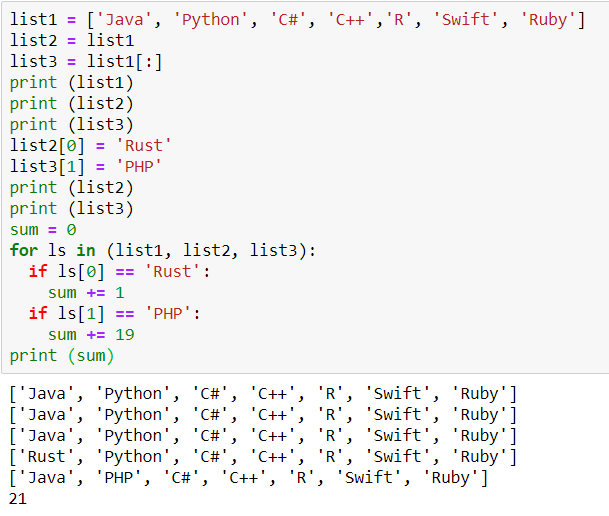 list1 = ['Java', 'Python', 'C#', 'C++','R', 'Swift', 'Ruby']
list2 = list1
list3 = list1[:]
print (list1)
print (list2)
print (list3)
list2[0] = 'Rust'
list3[1] = 'PHP'
print (list2)
print (list3)
sum = 0
for ls in (list1, list2, list3):
  if ls[0] == 'Rust':
    sum += 1
  if ls[1] == 'PHP':
    sum += 19
print (sum)
['Java', 'Python', 'C#', 'C++', 'R', 'Swift', 'Ruby']
['Java', 'Python', 'C#', 'C++', 'R', 'Swift', 'Ruby']
['Java', 'Python', 'C#', 'C++', 'R', 'Swift', 'Ruby']
['Rust', 'Python', 'C#', 'C++', 'R', 'Swift', 'Ruby']
['Java', 'PHP', 'C#', 'C++', 'R', 'Swift', 'Ruby']
21